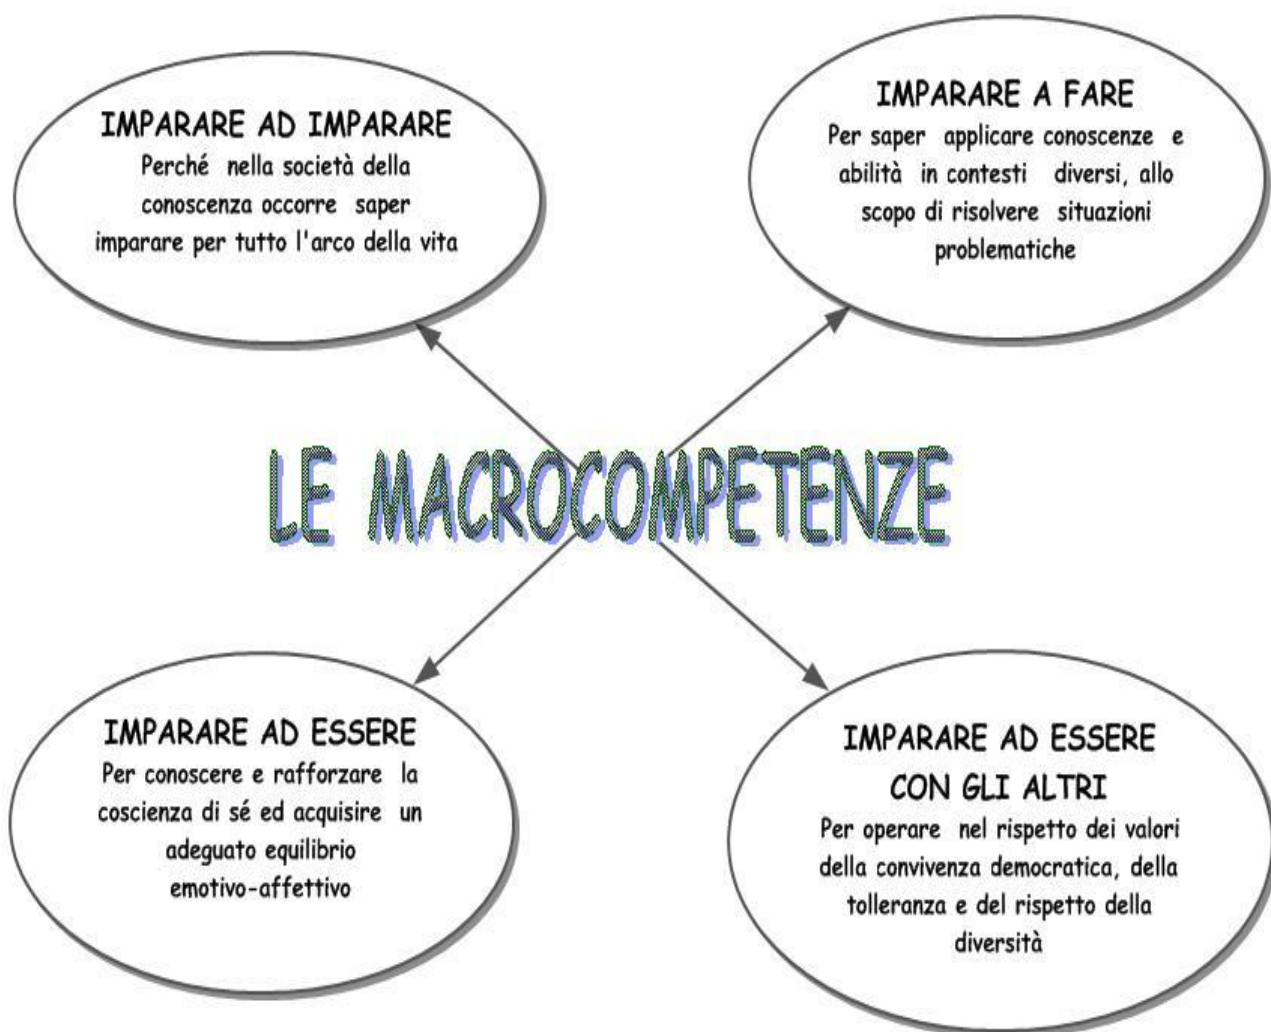 IMPARARE AD IMPARARE
Perché nella società della
conoscenza occorre saper
imparare per tutto l'arco della vita
IMPARARE A FARE
Per saper applicare conoscenze e
abilità in contesti diversi, allo
scopo di risolvere situazioni
problematiche
LE MACROCOMPETENZE
IMPARARE AD ESSERE
Per conoscere e rafforzare la
coscienza di sé ed acquisire un
adeguato equilibrio
emotivo-affettivo
IMPARARE AD ESSERE
CON GLI ALTRI
Per operare nel rispetto dei valori
della convivenza democratica, della
tolleranza e del rispetto della
diversità